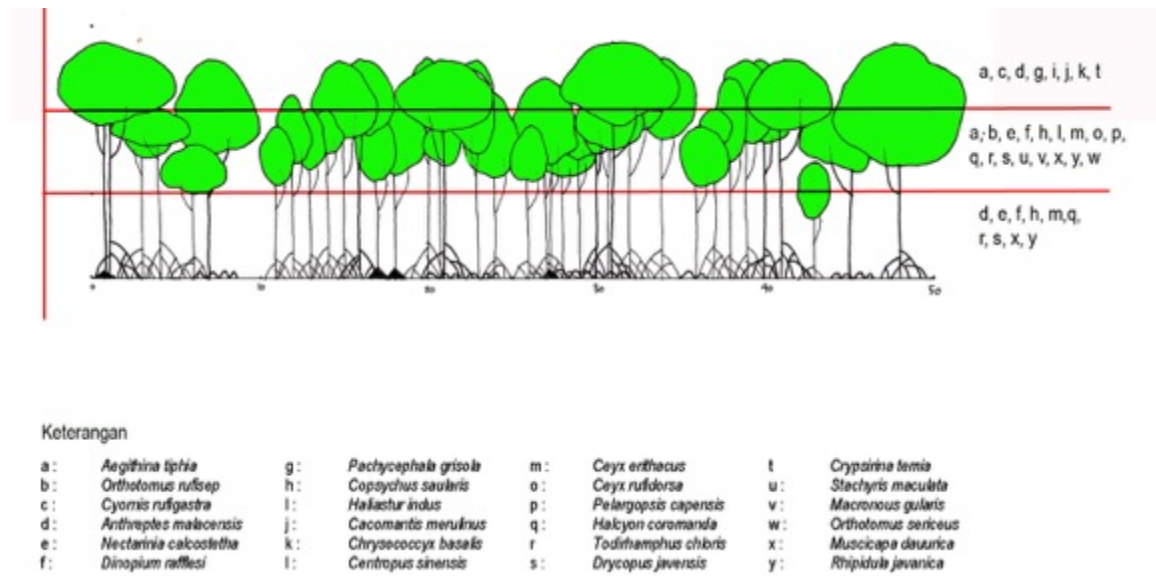 a, c, d, g, i, j, k, t
a, b, e, f, h, l, m, o, p,
q, r, s, u, v, x, y, w
d, e, f, h, m,q,
r, s, x, y
0 10 20 30 40 50
Keterangan
a : Aegithina tiphia g : Pachycephala grisola m : Ceyx erithacus t Crypsirina temia
b : Orthotomus rufisep h : Copsychus saularis o : Ceyx rufidorsa u : Stachyris maculata
c : Cyornis rufigastra I : Haliastur indus p : Pelargopsis capensis v : Macronous gularis
d : Anthreptes malacensis j : Cacomantis merulinus q : Halcyon coromanda w : Orthotomus sericeus
e : Nectarinia calcostetha k : Chrysococcyx basalis r Todirhamphus chloris x : Muscicapa dauurica
f : Dinopium rafflesi l : Centropus sinensis s : Drycopus javensis y : Rhipidula javanica